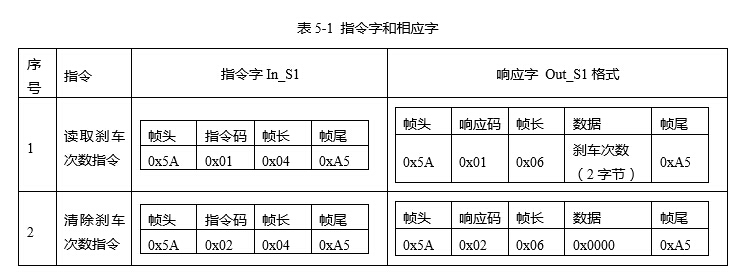 表 5-1 指令字和相应字
序号 指令 指令字 In_S1 响应字 Out_S1 格式
1 读取刹车次数指令
帧头 指令码 帧长 帧尾
0x5A 0x01 0x04 0xA5
帧头 响应码 帧长 数据 帧尾
0x5A 0x01 0x06 刹车次数（2 字节） 0xA5
2 清除刹车次数指令
帧头 指令码 帧长 帧尾
0x5A 0x02 0x04 0xA5
帧头 响应码 帧长 数据 帧尾
0x5A 0x02 0x06 0x0000 0xA5